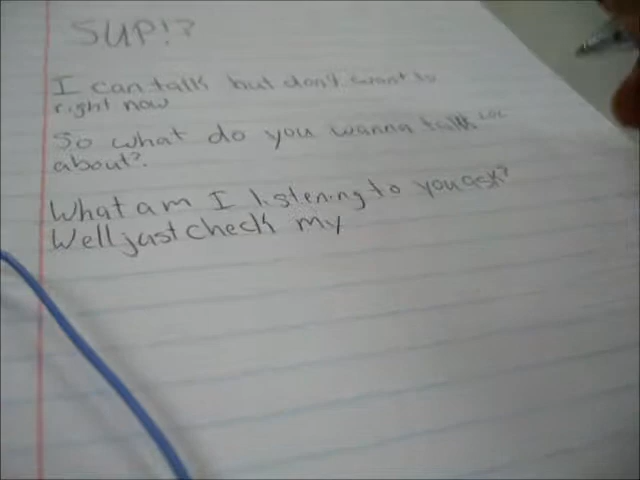 SUP!?
I can talk but don't want to
right now
So what do you wanna talk LOL
about?.
What am I listening to you ask?
Well just check my